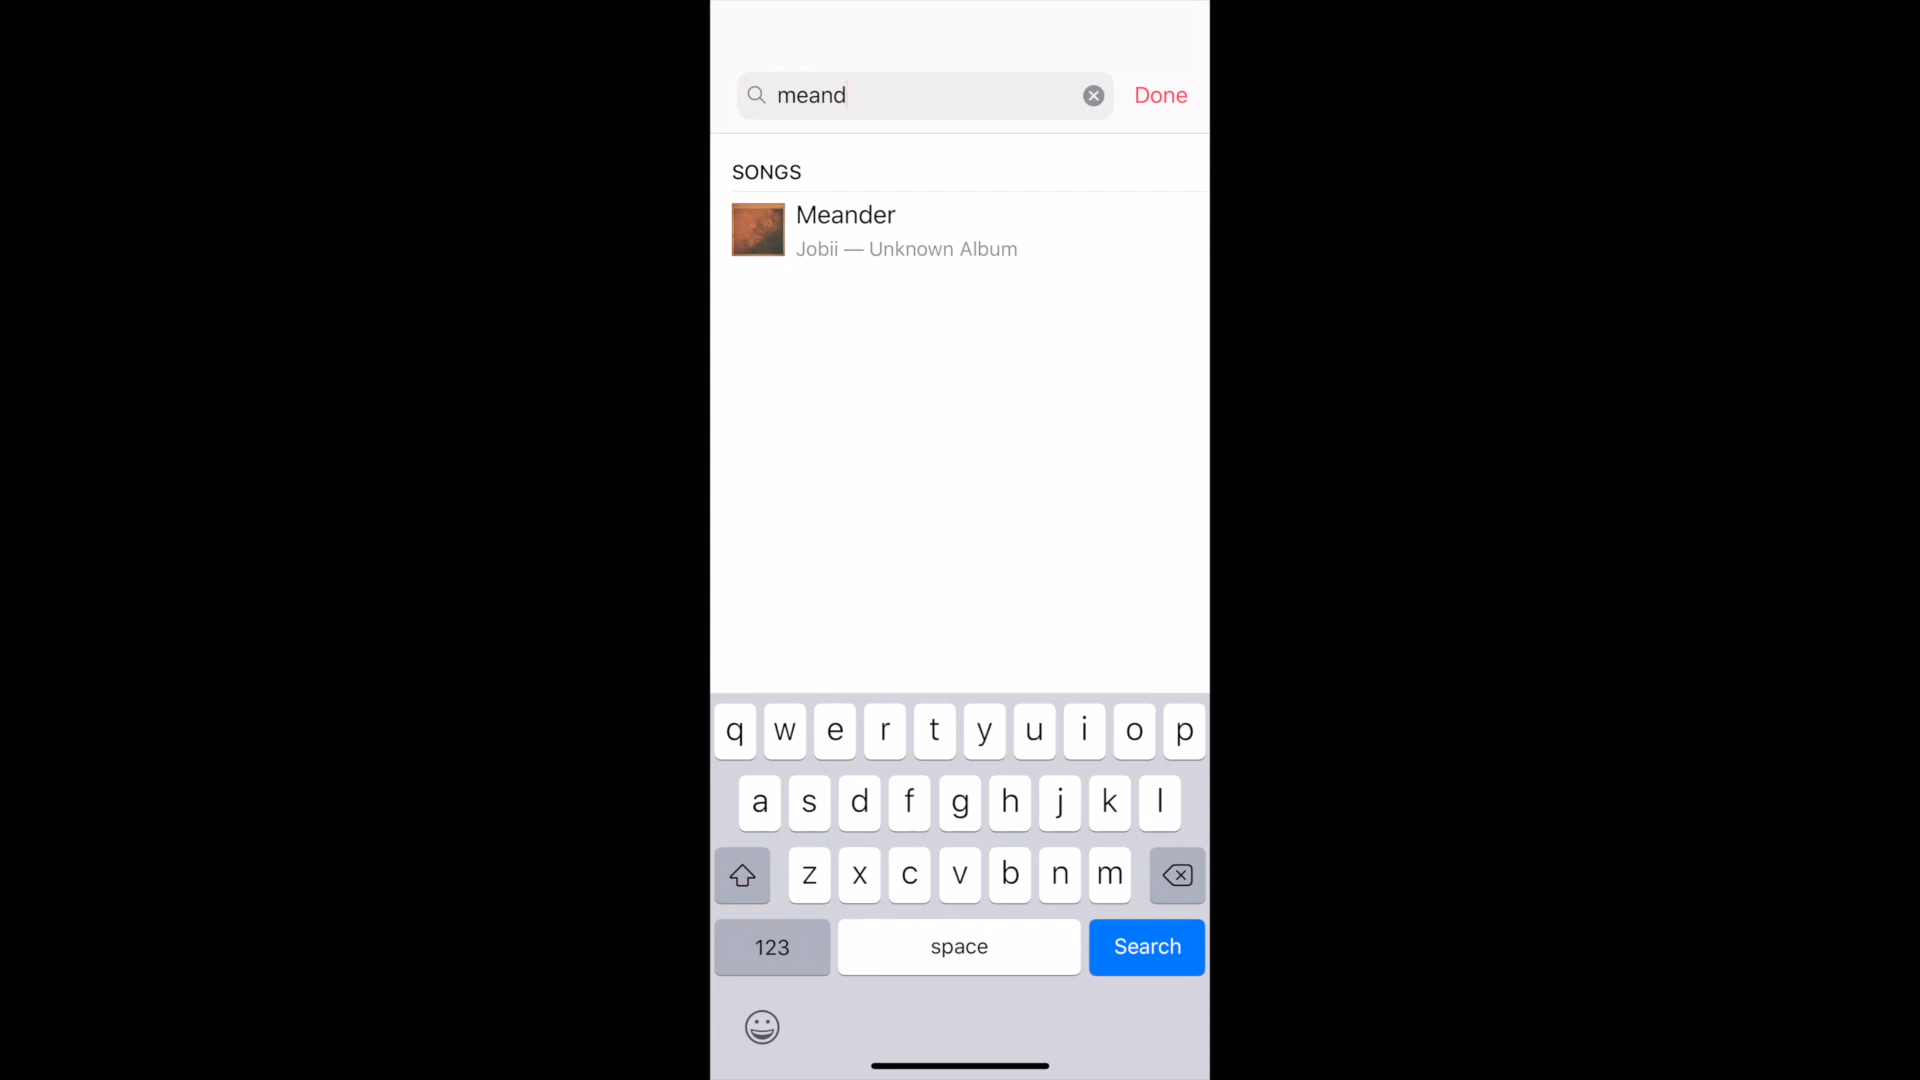 meand
Done
SONGS
Meander
Jobii — Unknown Album
q w e r t y u i o p
a s d f g h j k l
z x c v b n m
123 space Search